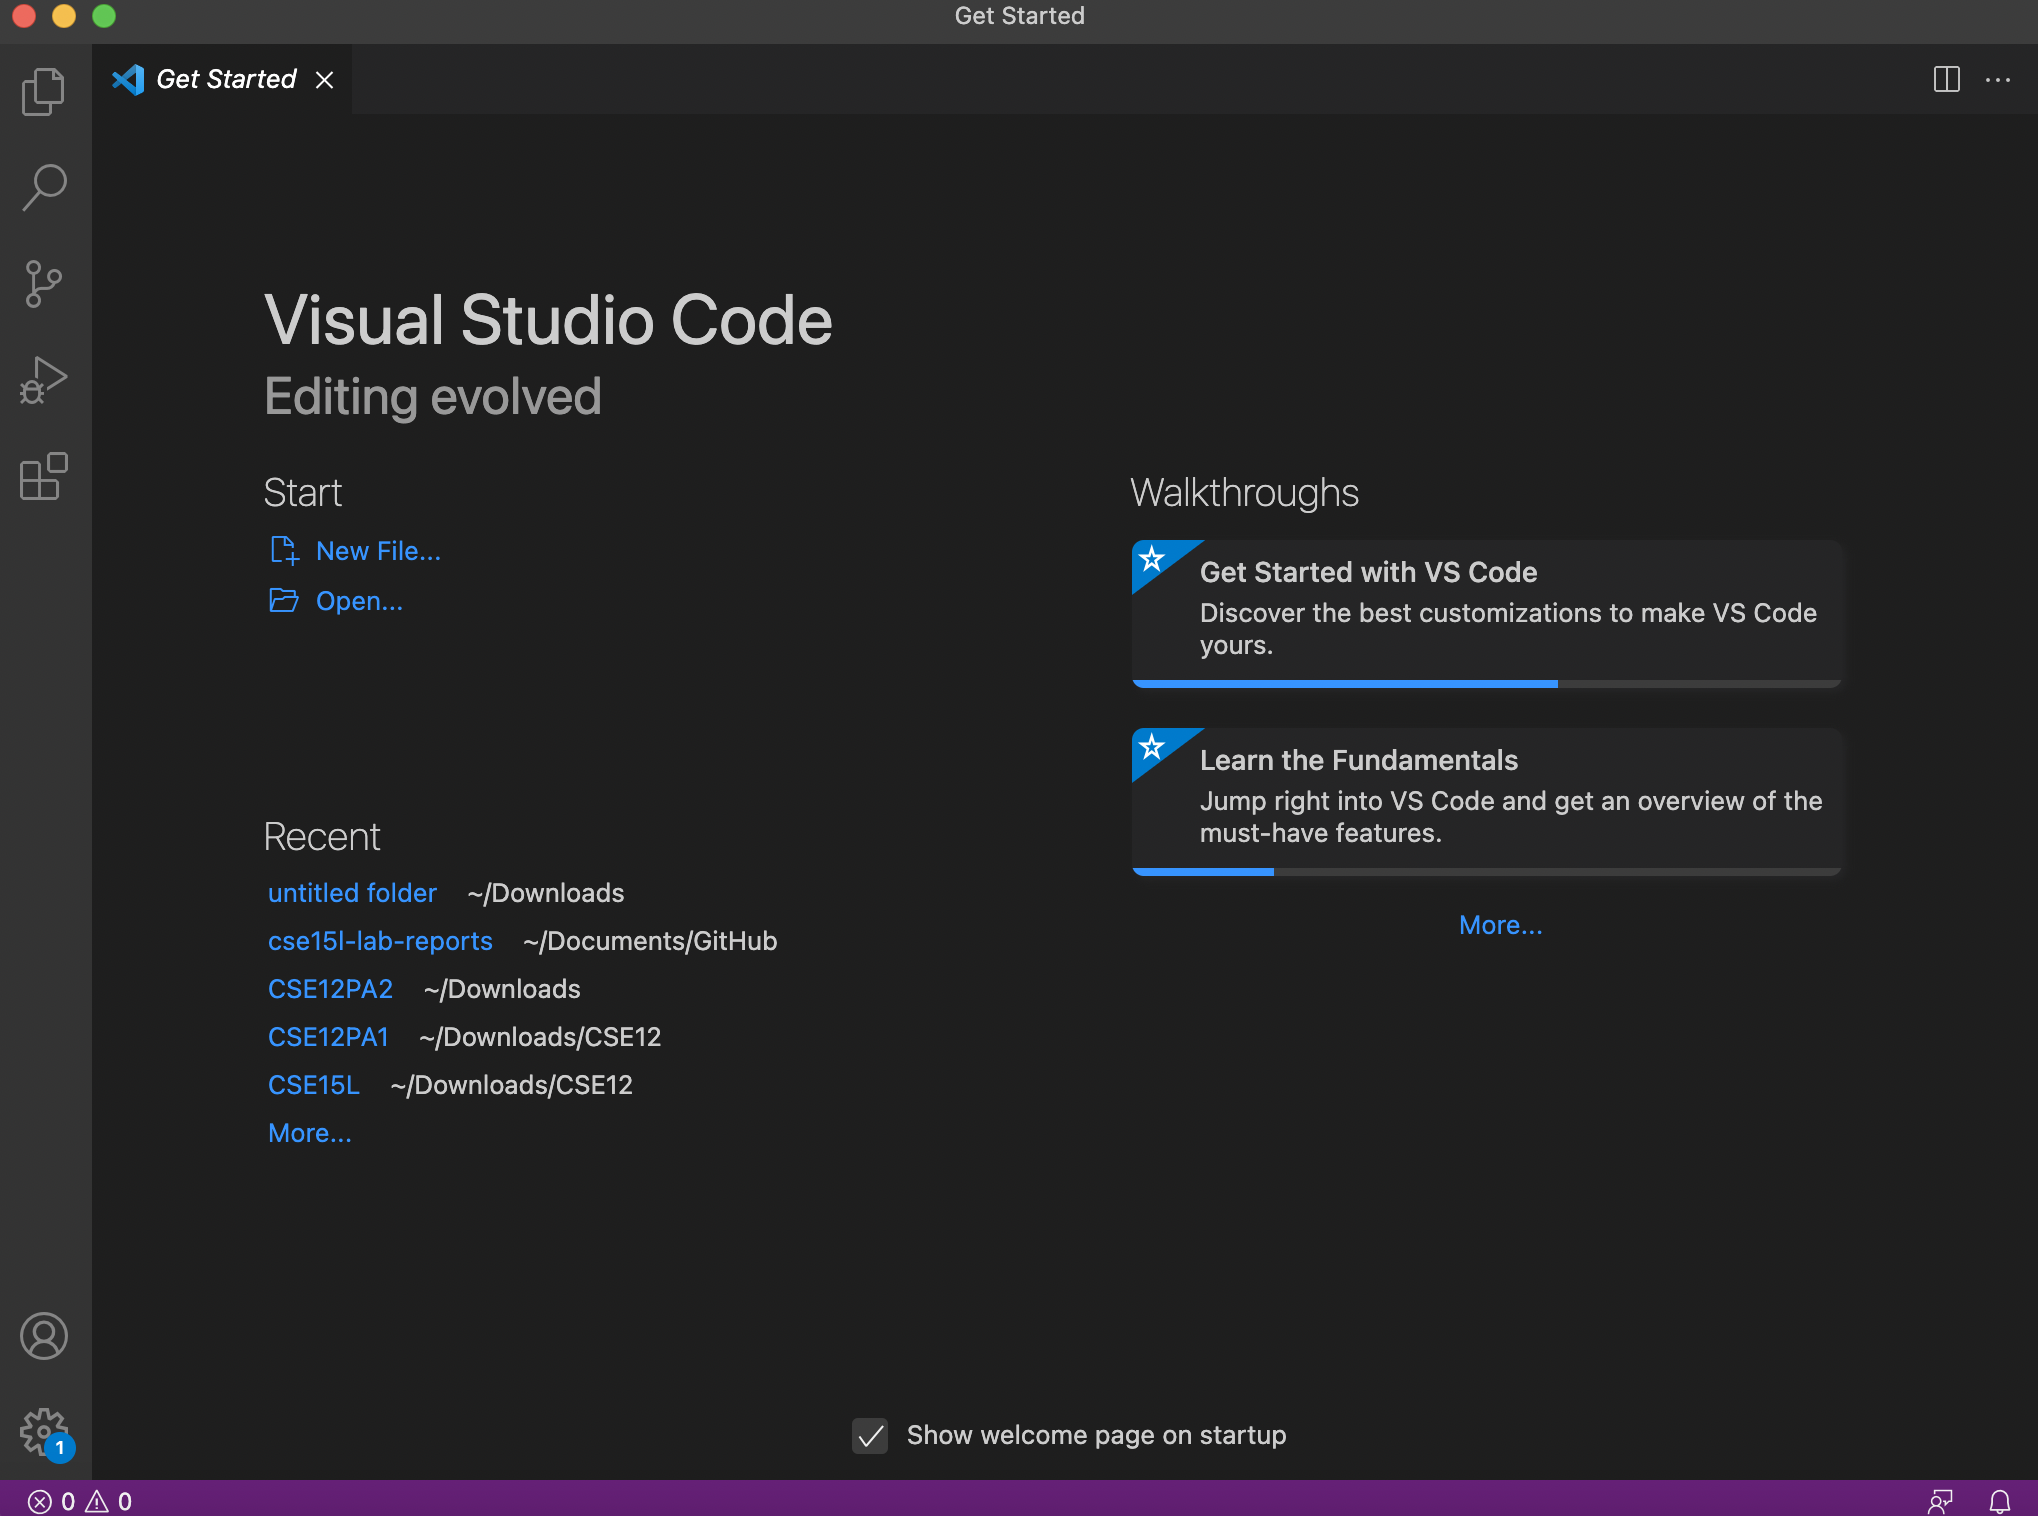 Get Started
Get Started
Visual Studio Code
Editing evolved
Start
New File...
Open...
Recent
untitled folder ~/Downloads
cse15l-lab-reports ~/Documents/GitHub
CSE12PA2 ~/Downloads
CSE12PA1 ~/Downloads/CSE12
CSE15L ~/Downloads/CSE12
More...
Walkthroughs
Get Started with VS Code
Discover the best customizations to make VS Code
yours.
Learn the Fundamentals
Jump right into VS Code and get an overview of the
must-have features.
More...
Show welcome page on startup
1
0 0